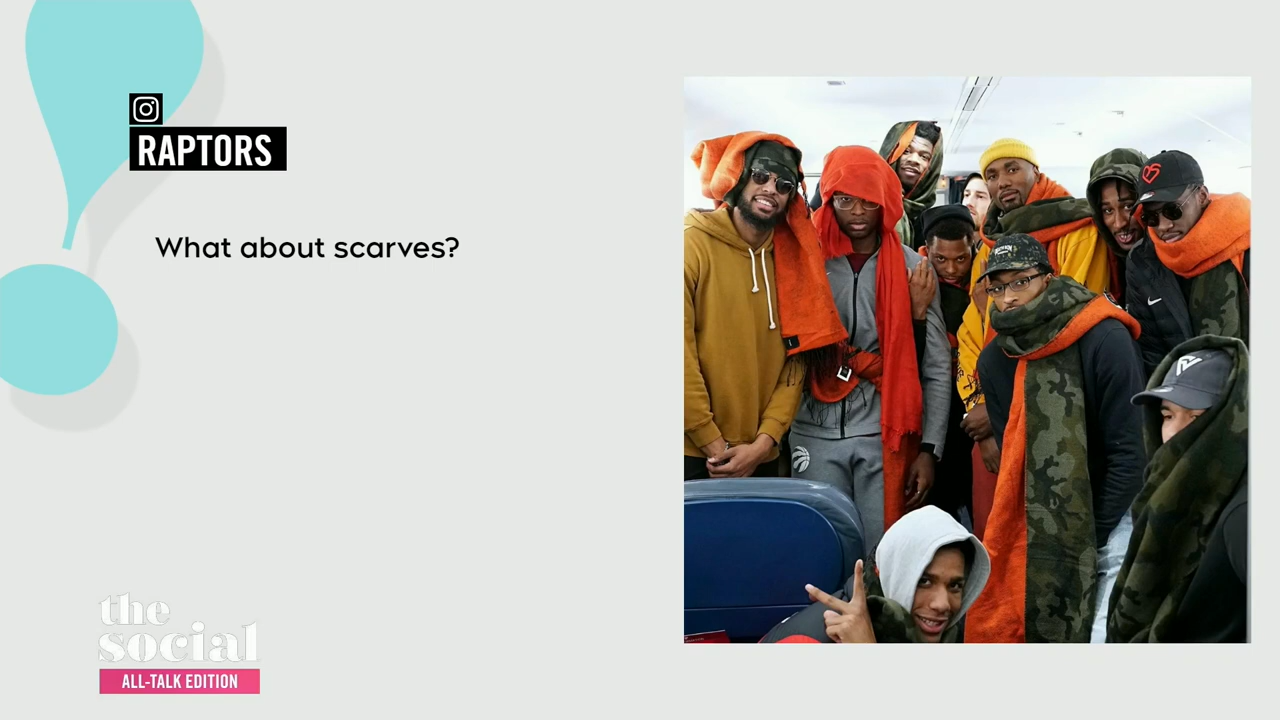 RAPTORS
What about scarves?
the
social
ALL-TALK EDITION